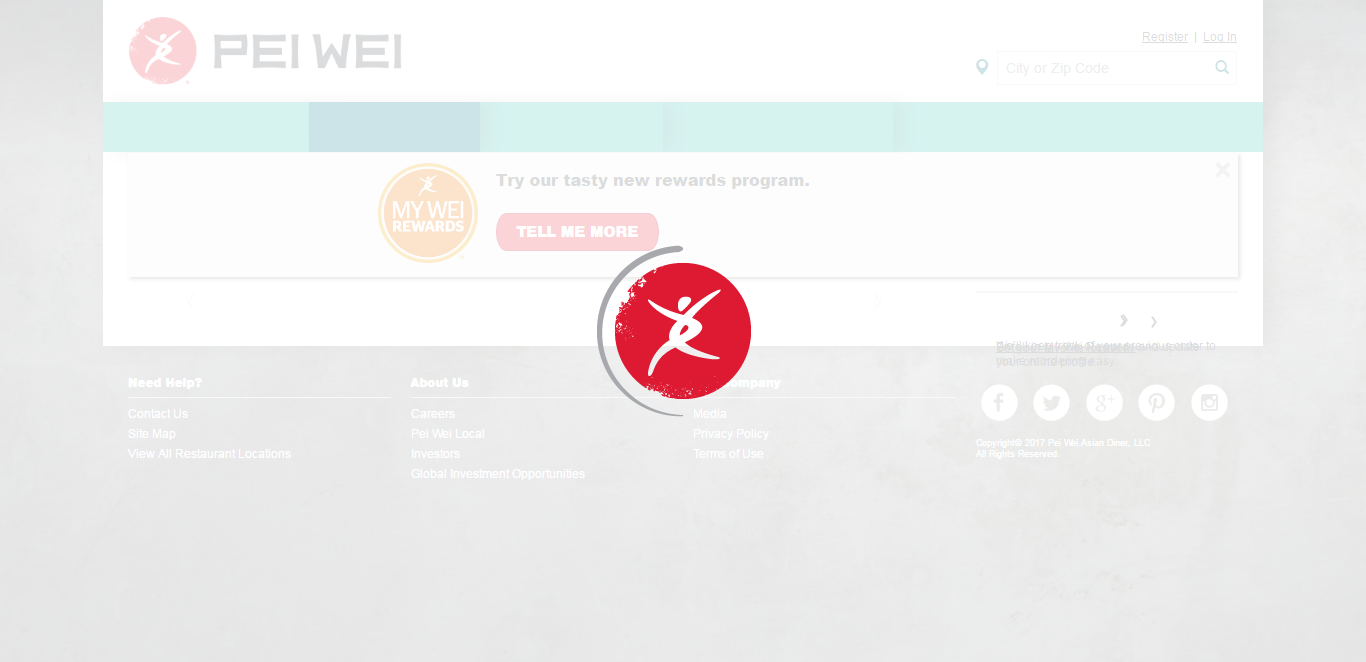 PEI WEI
Register | Log In
City or Zip Code
MY WEI
REWARDS
Try our tasty new rewards program.
TELL ME MORE
Need Help?
Contact Us
Site Map
View All Restaurant Locations
About Us
Careers
Pei Wei Local
Investors
Global Investment Opportunities
Company
Media
Privacy Policy
Terms of Use
g+
Copyright© 2017 Pei Wei Asian Diner, LLC
All Rights Reserved.